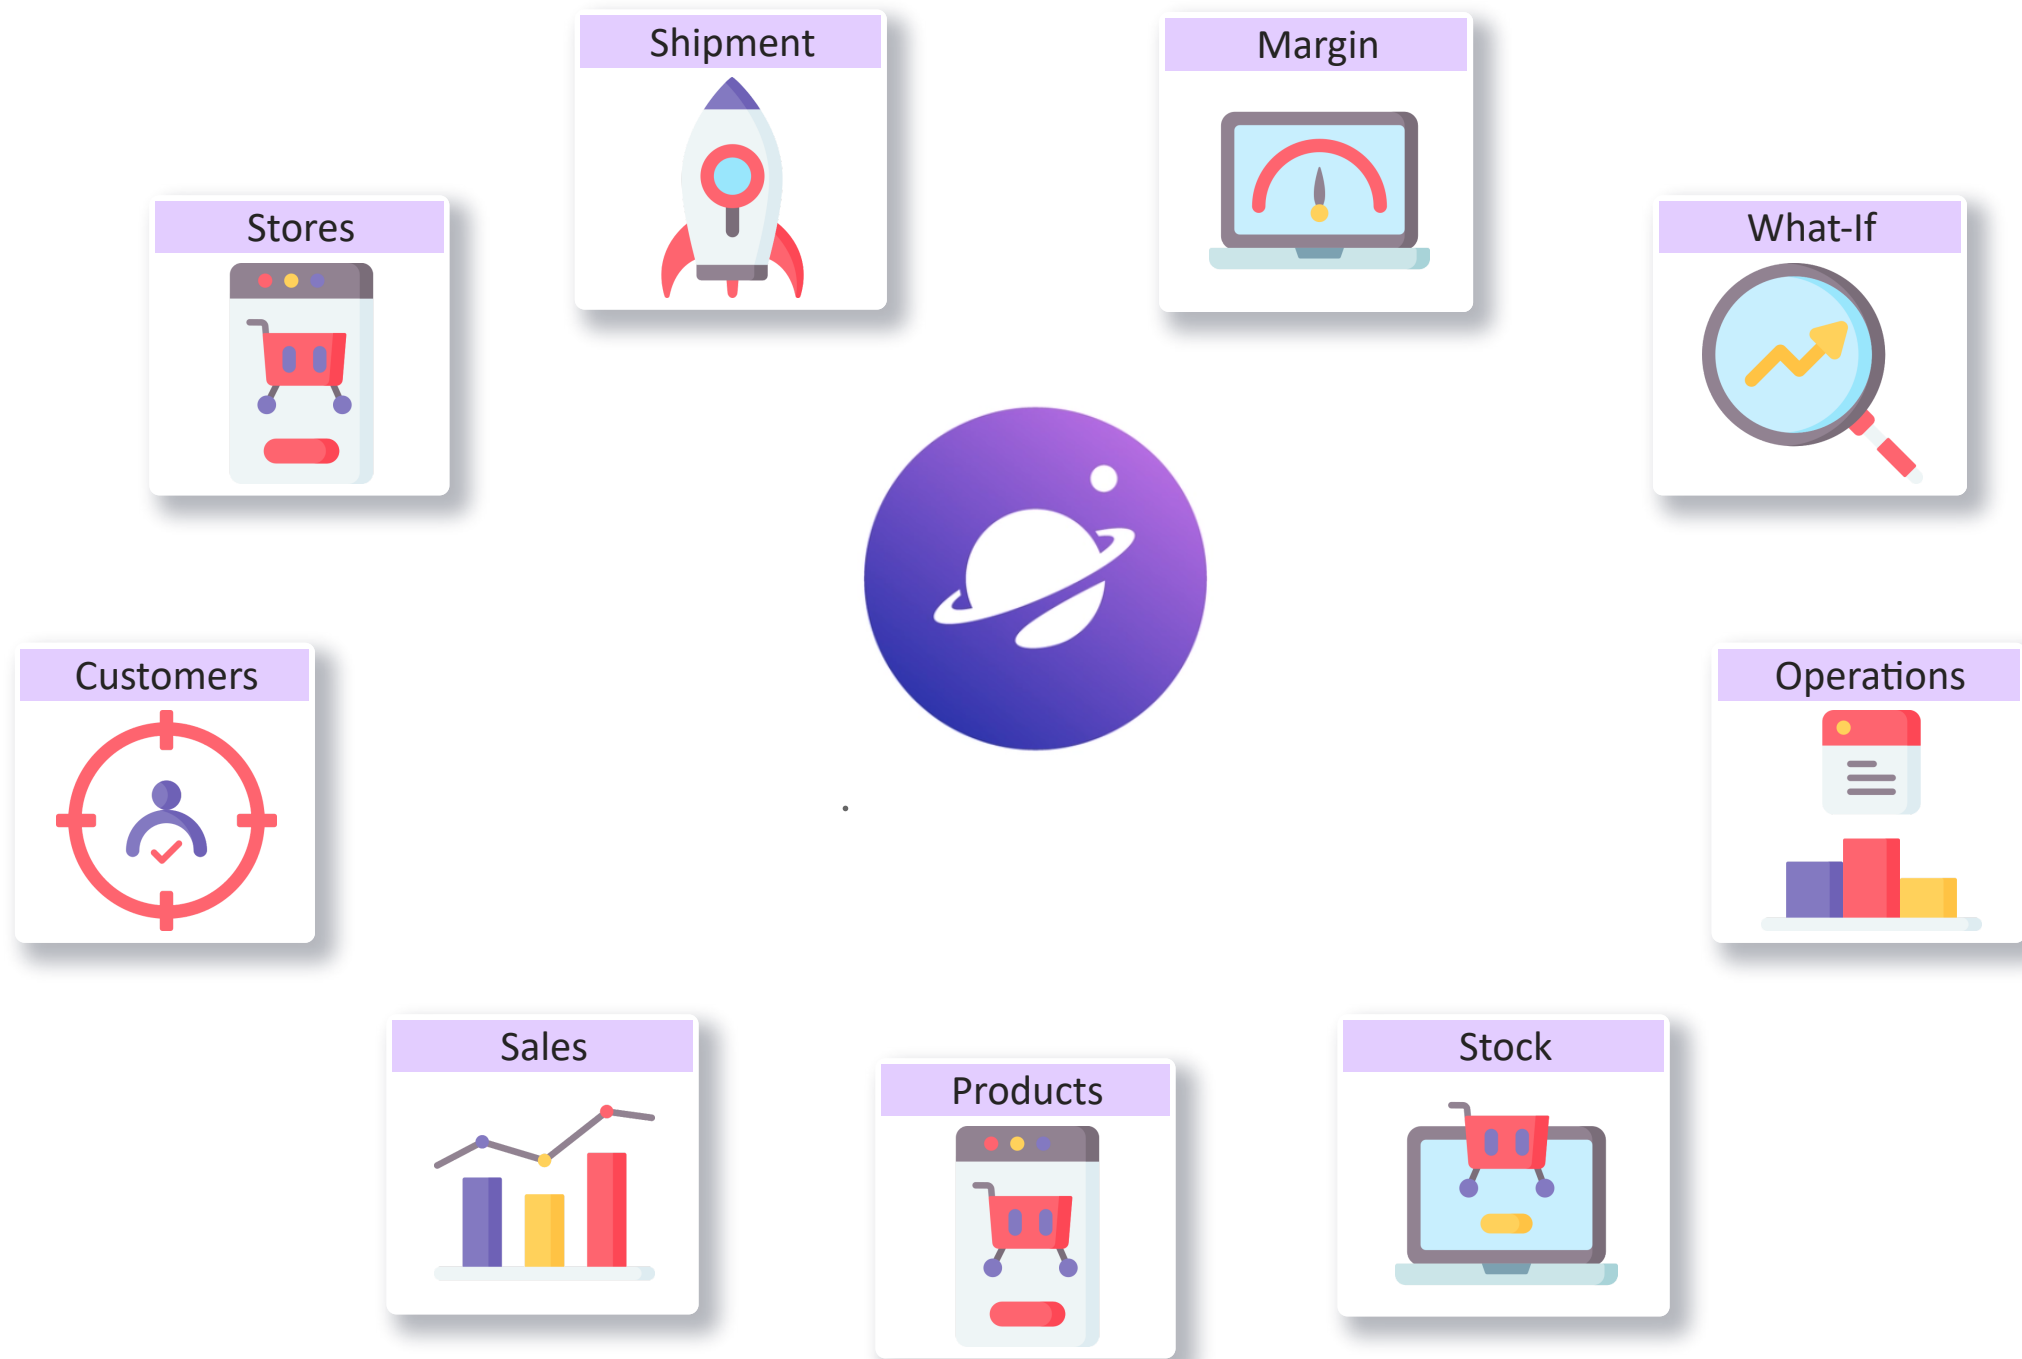 Shipment
Margin
Stores
What-If
Customers
Operations
Sales
Products
Stock